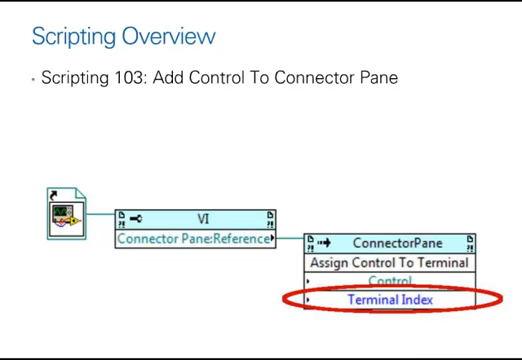 Scripting Overview
• Scripting 103: Add Control To Connector Pane
VI
Connector Pane:Reference
ConnectorPane
Assign Control To Terminal
Control
Terminal Index